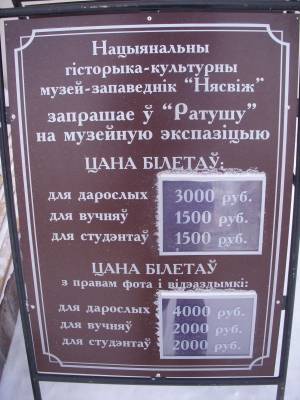 Нацыянальны
гісторыка-культурны
музей-запаведнік “Нясвіж”
запрашае ў “Ратушу”
на музейную экспазіцыю
ЦАНА БІЛЕТАЎ:
для дарослых 3000 руб.
для вучняў 1500 руб.
для студэнтаў 1500 руб.
ЦАНА БІЛЕТАЎ
з правам фота і відэаздымкі:
для дарослых 4000 руб.
для вучняў 2000 руб.
для студэнтаў 2000 руб.